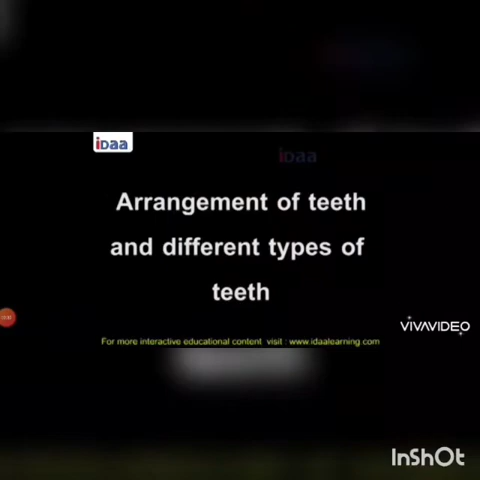 iDaa
iDaa
Arrangement of teeth
and different types of
teeth
VIVAVIDEO
For more interactive educational content visit : www.idaalearning.com
InShOt